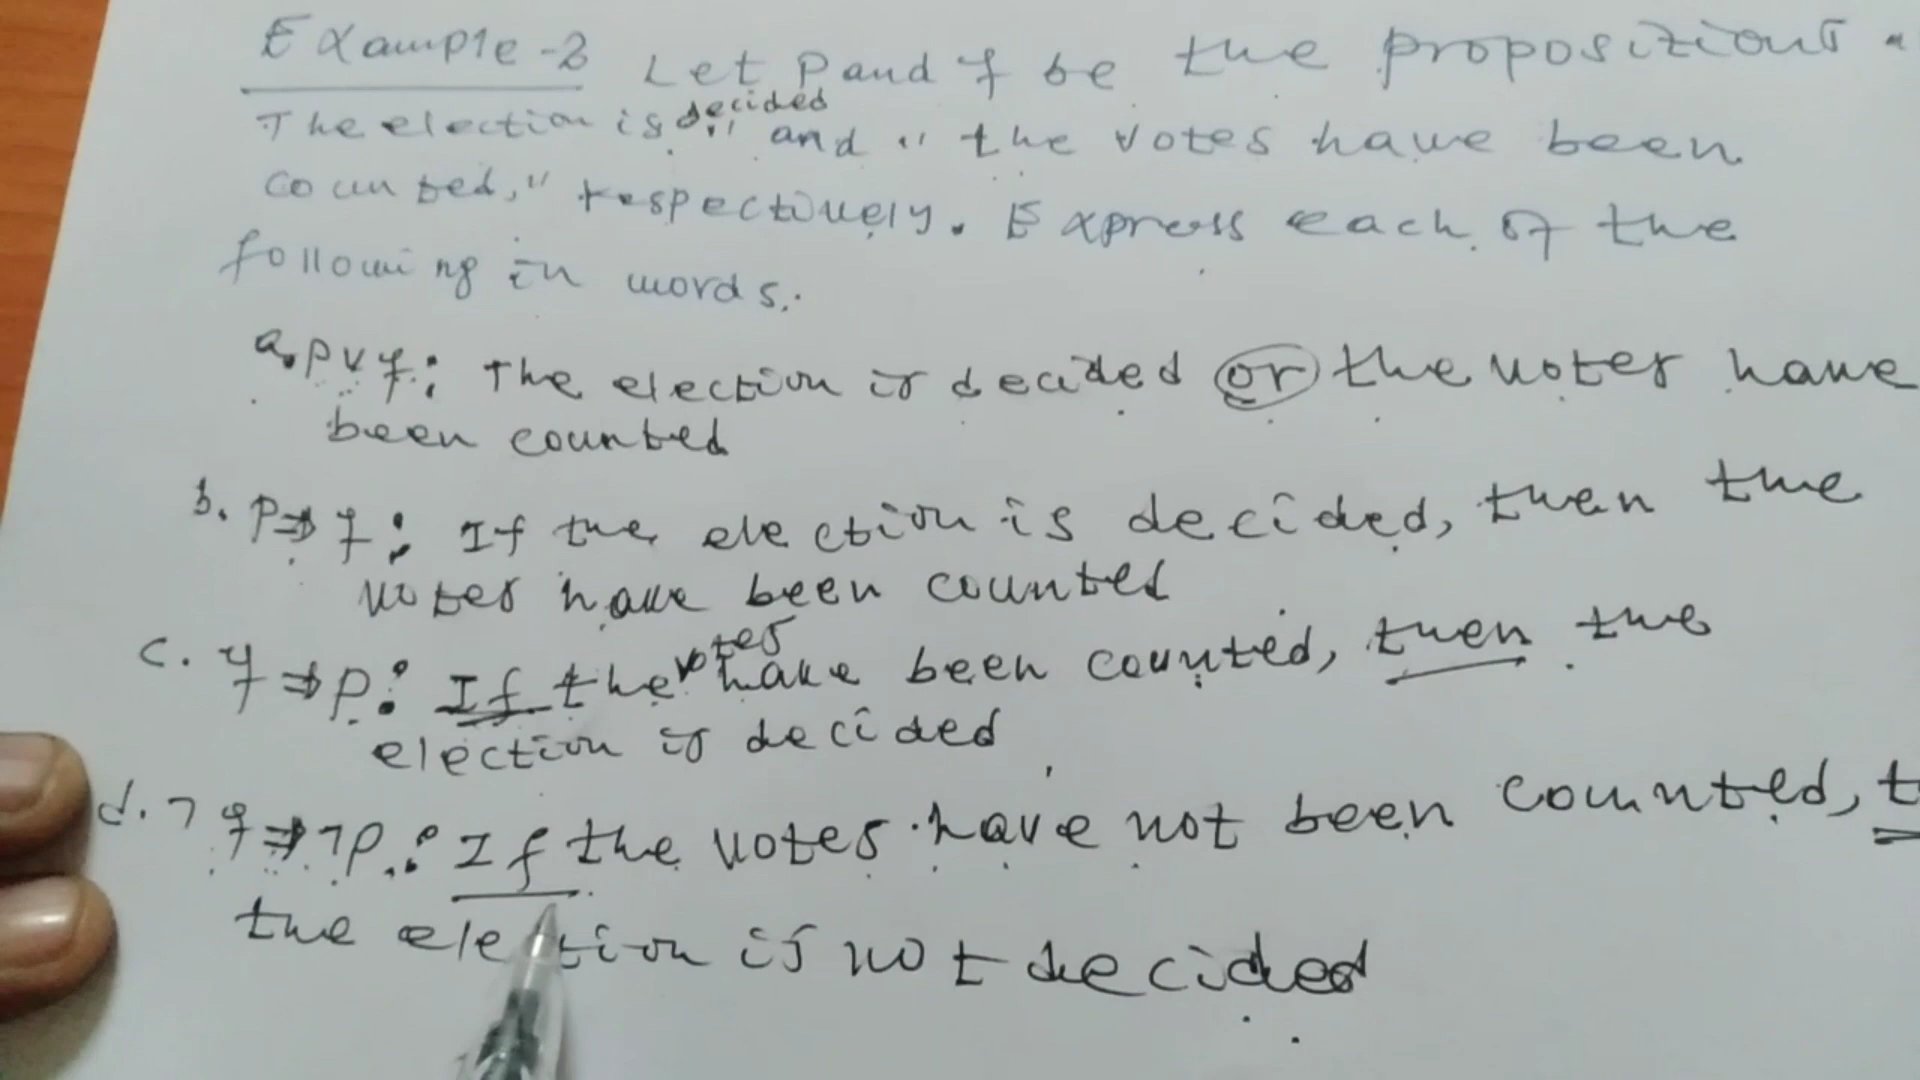 Example-2 Let P and q be the propositions "
The election is decided" and "the votes have been
counted," respectively. Express each of the
following in words.
a. p∨q: The election is decided or the votes have
been counted
b. p⇒q: If the election is decided, then the
votes have been counted
c. q⇒p: If the votes have been counted, then the
election is decided
d. ¬q⇒¬p: If the votes have not been counted, t
the election is not decided